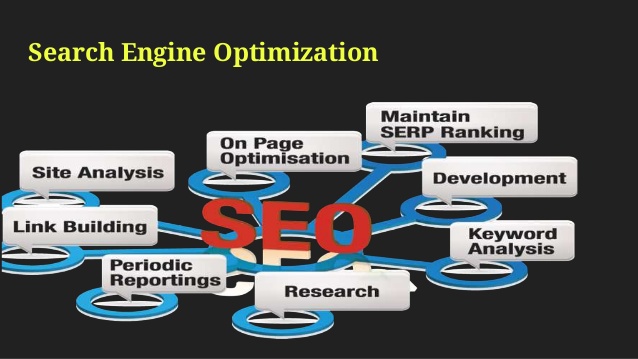 Search Engine Optimization
Maintain
SERP Ranking
On Page
Optimisation
Site Analysis
Development
Link Building
SEO
Keyword
Analysis
Periodic
Reportings
Research